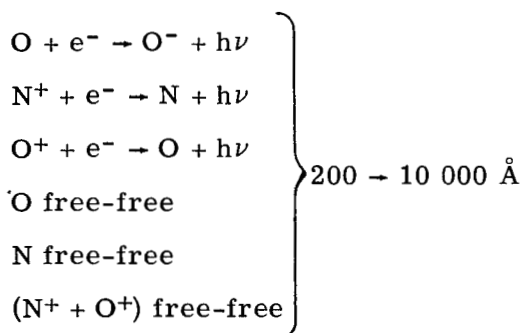 O + e⁻ → O⁻ + hν
N⁺ + e⁻ → N + hν
O⁺ + e⁻ → O + hν
O free-free
200 → 10 000 Å
N free-free
(N⁺ + O⁺) free-free